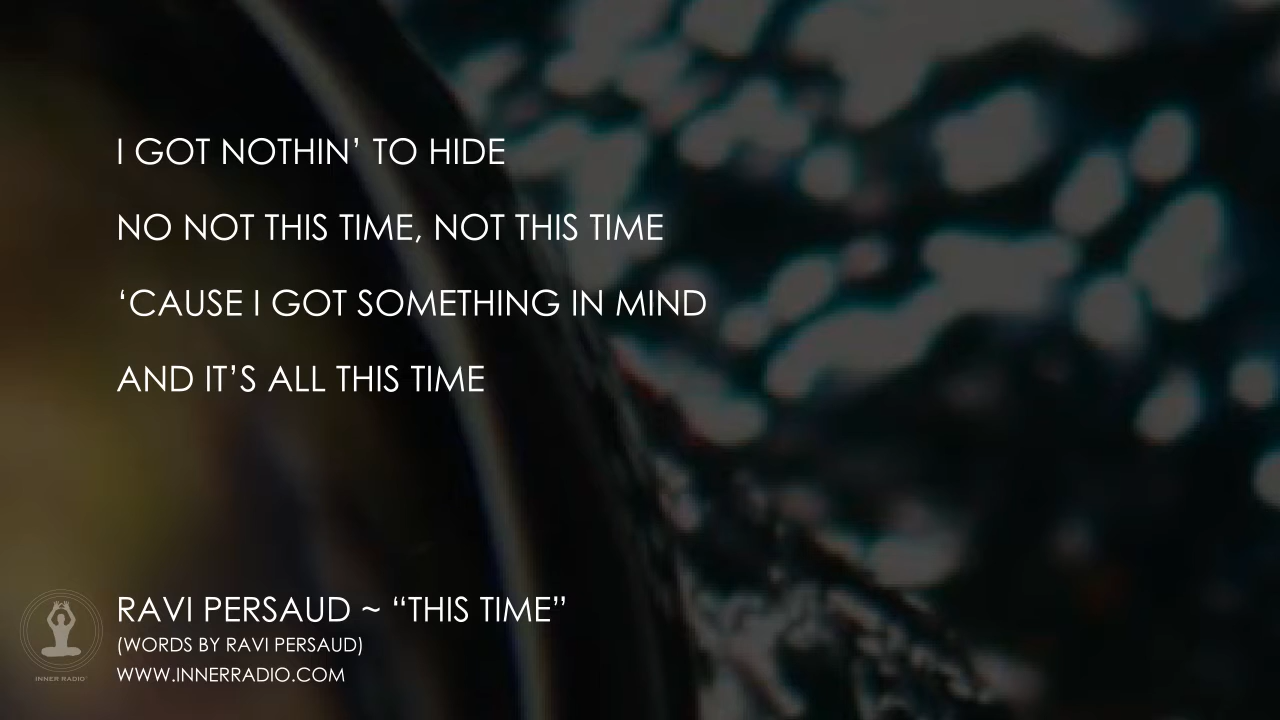 I GOT NOTHIN’ TO HIDE
NO NOT THIS TIME, NOT THIS TIME
‘CAUSE I GOT SOMETHING IN MIND
AND IT’S ALL THIS TIME
RAVI PERSAUD ~ “THIS TIME”
(WORDS BY RAVI PERSAUD)
WWW.INNERRADIO.COM
INNER RADIO